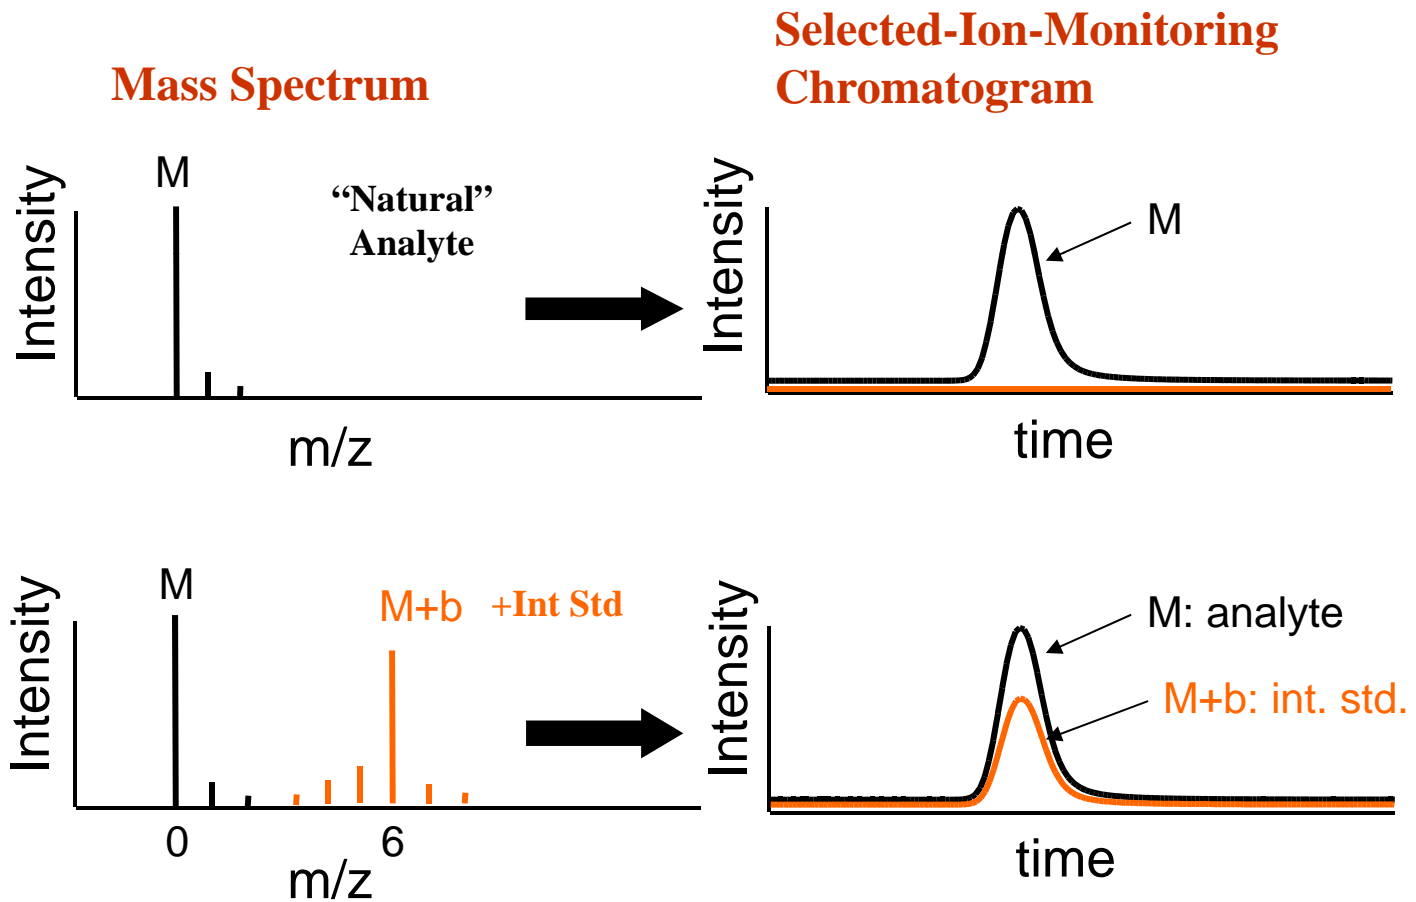 Mass Spectrum
Selected-Ion-Monitoring
Chromatogram
Intensity
M
“Natural”
Analyte
m/z
Intensity
M
time
Intensity
M
M+b
+Int Std
0
6
m/z
Intensity
M: analyte
M+b: int. std.
time